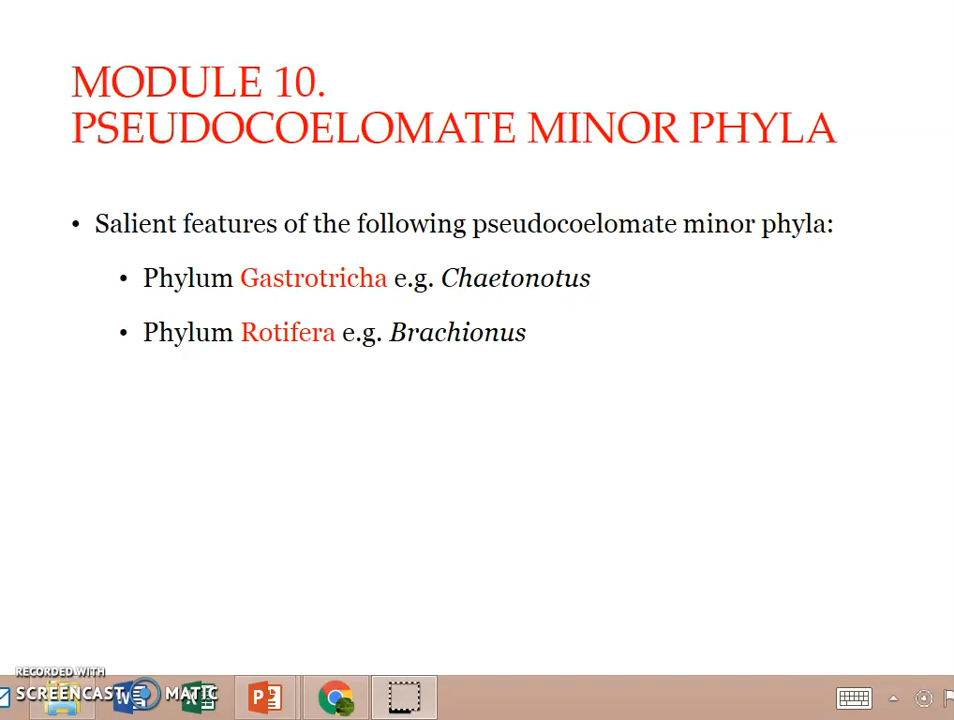 MODULE 10.
PSEUDOCOELOMATE MINOR PHYLA
• Salient features of the following pseudocoelomate minor phyla:
• Phylum Gastrotricha e.g. Chaetonotus
• Phylum Rotifera e.g. Brachionus
RECORDED WITH
SCREENCAST MATIC